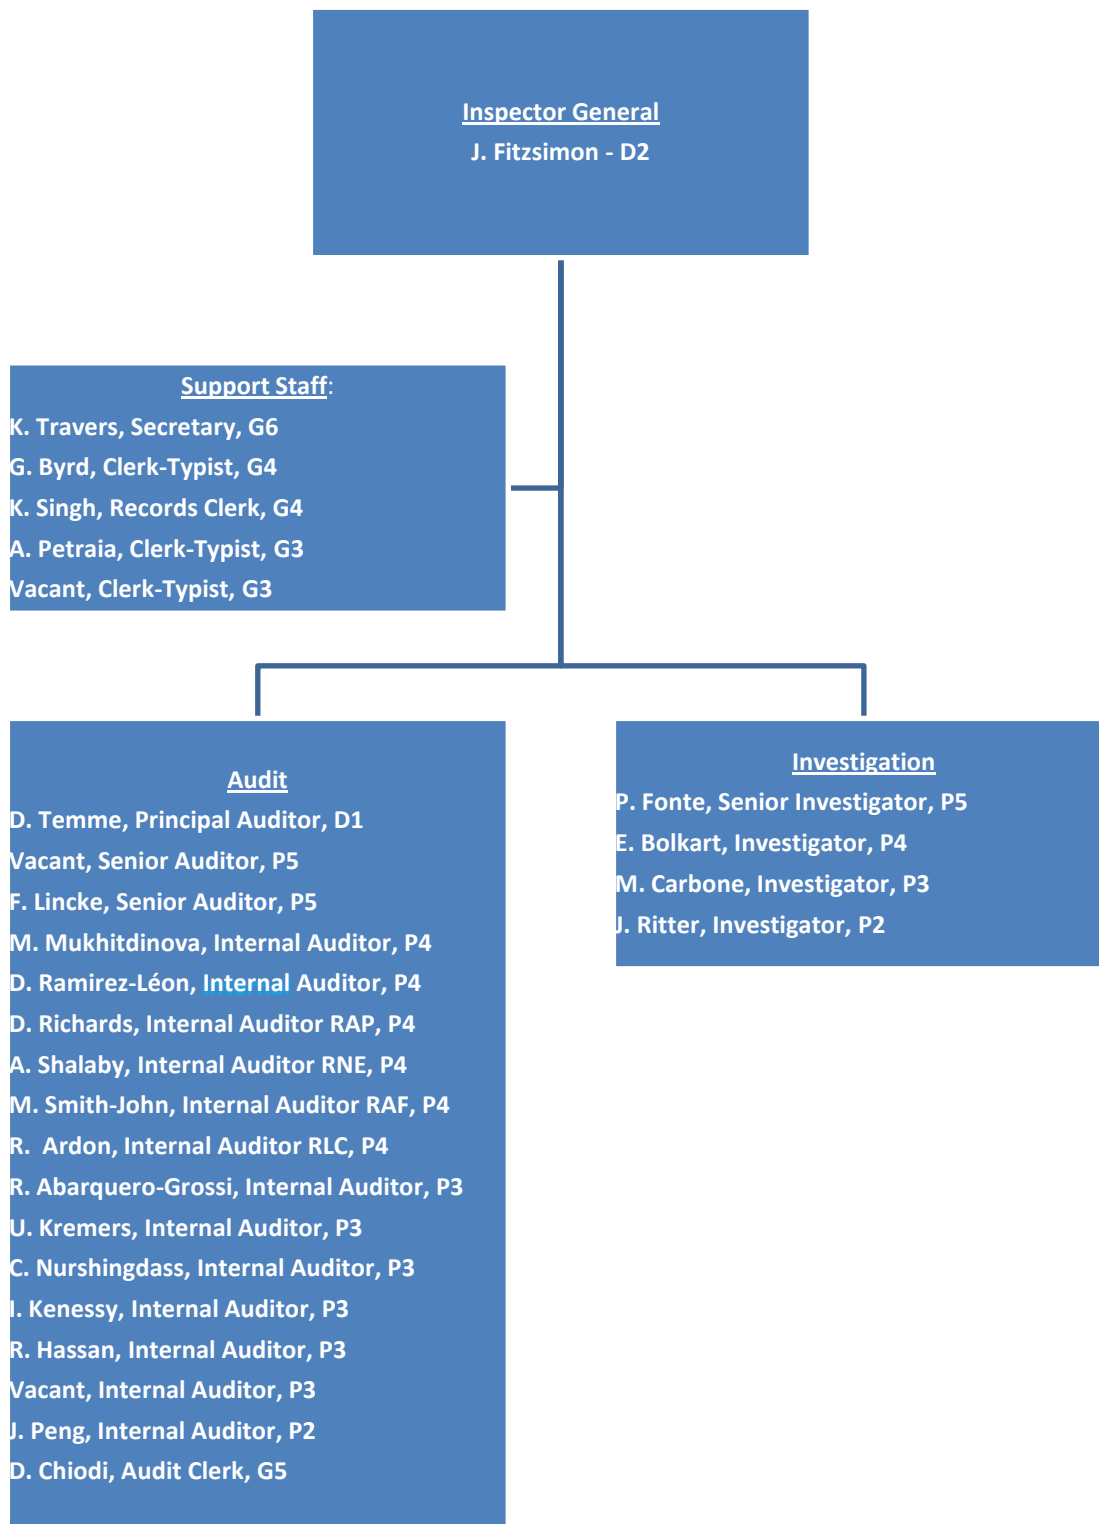 Inspector General
J. Fitzsimon - D2
Support Staff:
K. Travers, Secretary, G6
G. Byrd, Clerk-Typist, G4
K. Singh, Records Clerk, G4
A. Petraia, Clerk-Typist, G3
Vacant, Clerk-Typist, G3
Audit
D. Temme, Principal Auditor, D1
Vacant, Senior Auditor, P5
F. Lincke, Senior Auditor, P5
M. Mukhitdinova, Internal Auditor, P4
D. Ramirez-Léon, Internal Auditor, P4
D. Richards, Internal Auditor RAP, P4
A. Shalaby, Internal Auditor RNE, P4
M. Smith-John, Internal Auditor RAF, P4
R.  Ardon, Internal Auditor RLC, P4
R. Abarquero-Grossi, Internal Auditor, P3
U. Kremers, Internal Auditor, P3
C. Nurshingdass, Internal Auditor, P3
I. Kenessy, Internal Auditor, P3
R. Hassan, Internal Auditor, P3
Vacant, Internal Auditor, P3
J. Peng, Internal Auditor, P2
D. Chiodi, Audit Clerk, G5
Investigation
P. Fonte, Senior Investigator, P5
E. Bolkart, Investigator, P4
M. Carbone, Investigator, P3
J. Ritter, Investigator, P2